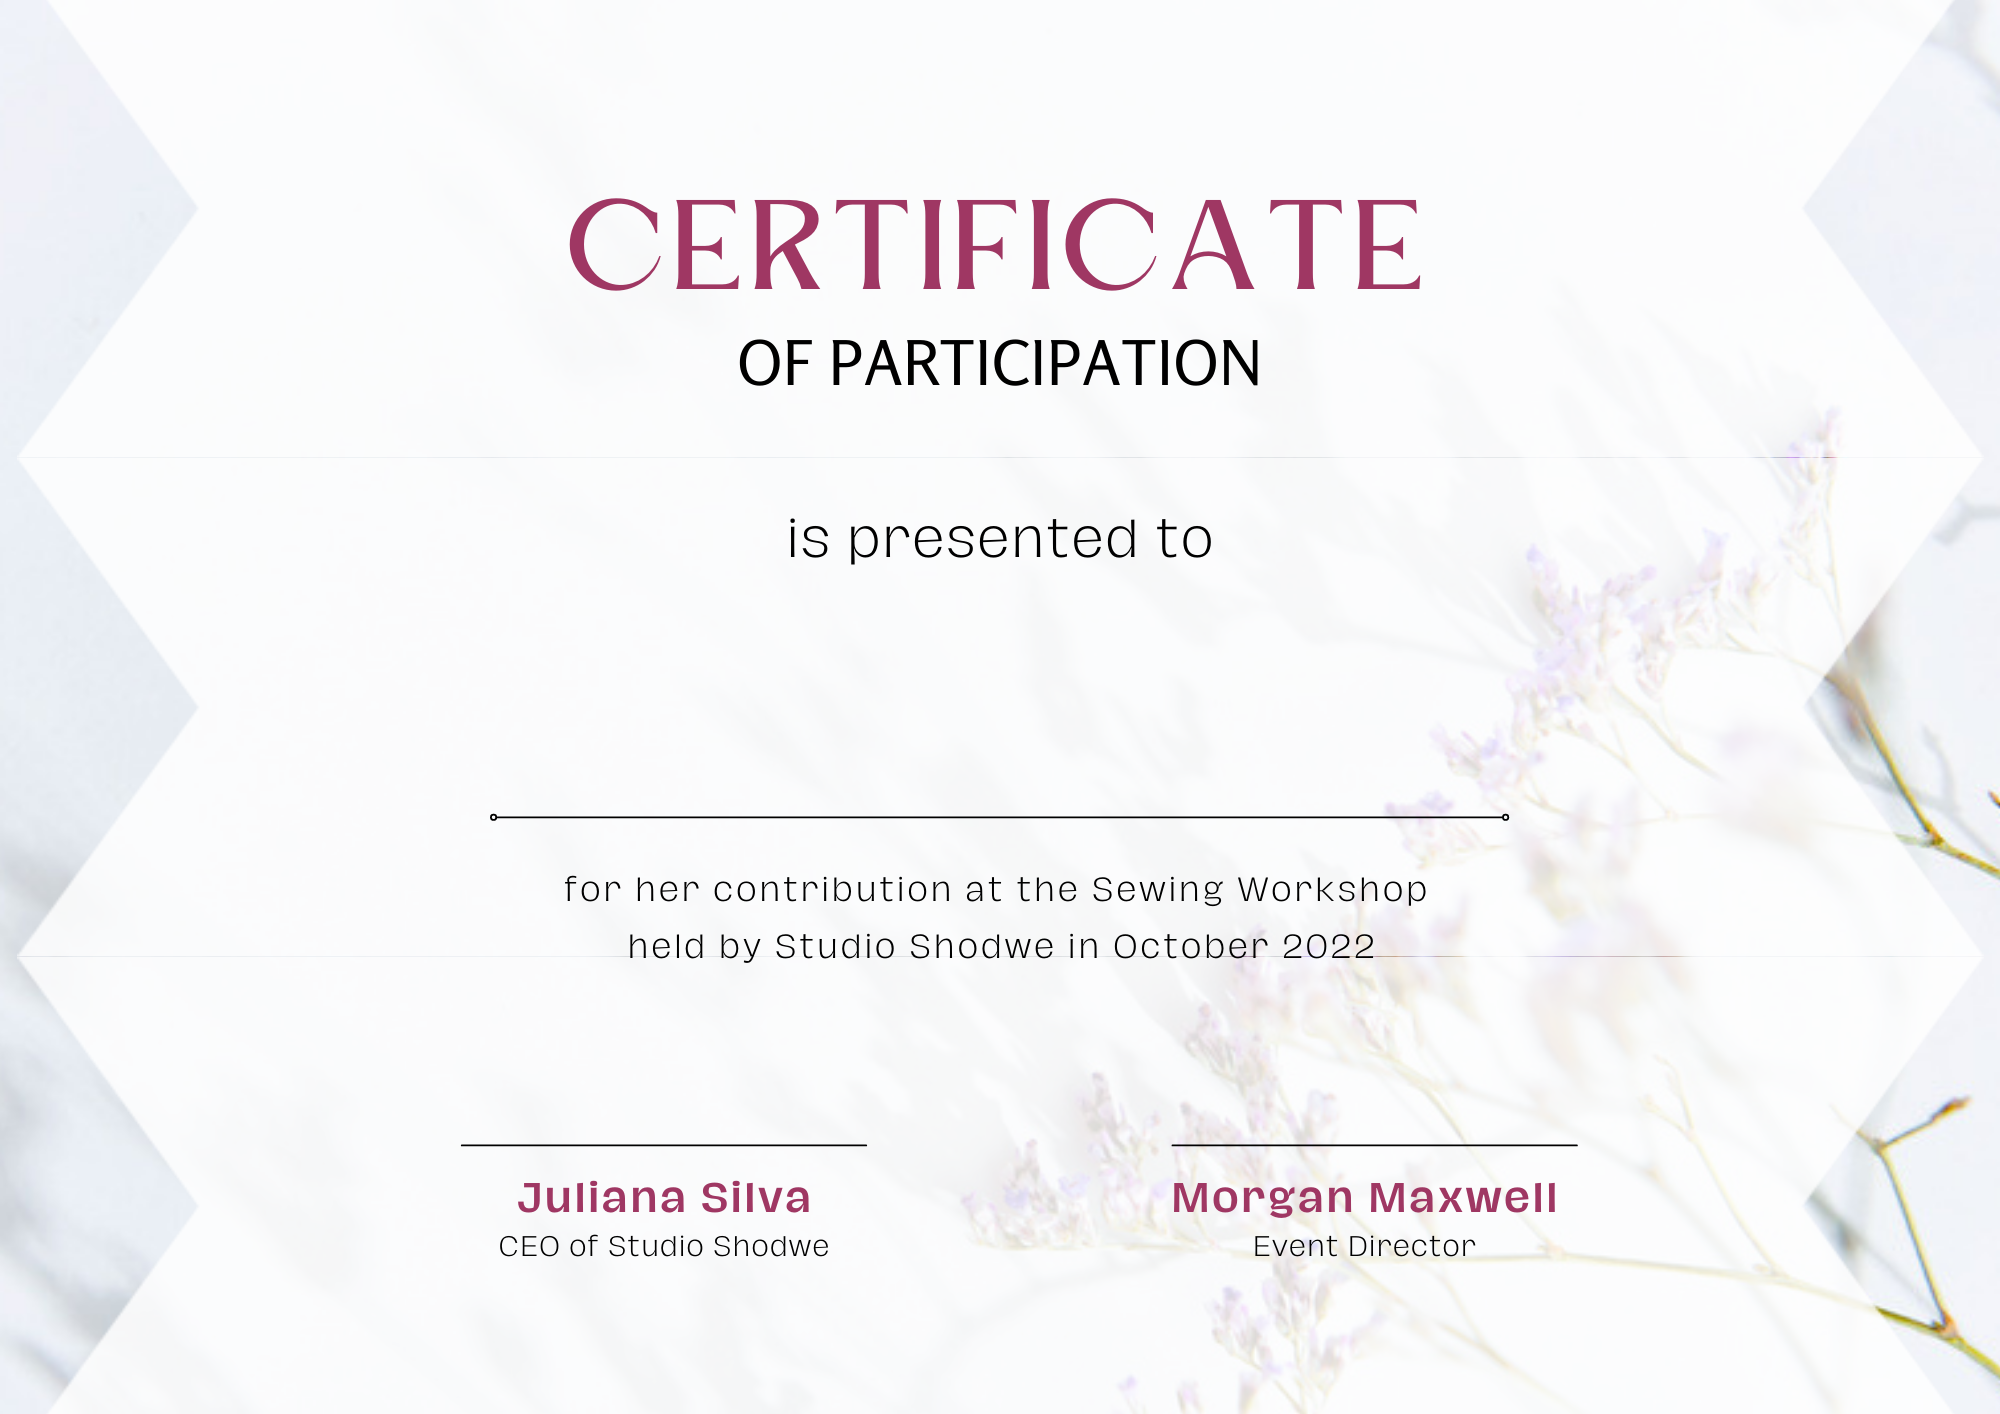 CERTIFICATE
OF PARTICIPATION
is presented to
for her contribution at the Sewing Workshop
held by Studio Shodwe in October 2022
Juliana Silva
CEO of Studio Shodwe
Morgan Maxwell
Event Director